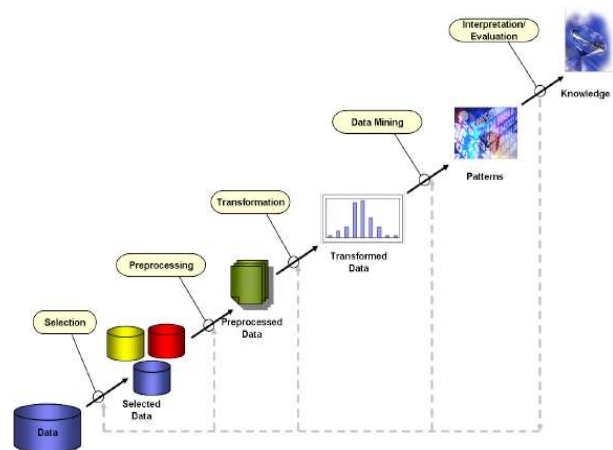 Interpretation/
Evaluation
Knowledge
Data Mining
Patterns
Transformation
Transformed
Data
Preprocessing
Preprocessed
Data
Selection
Selected
Data
Data